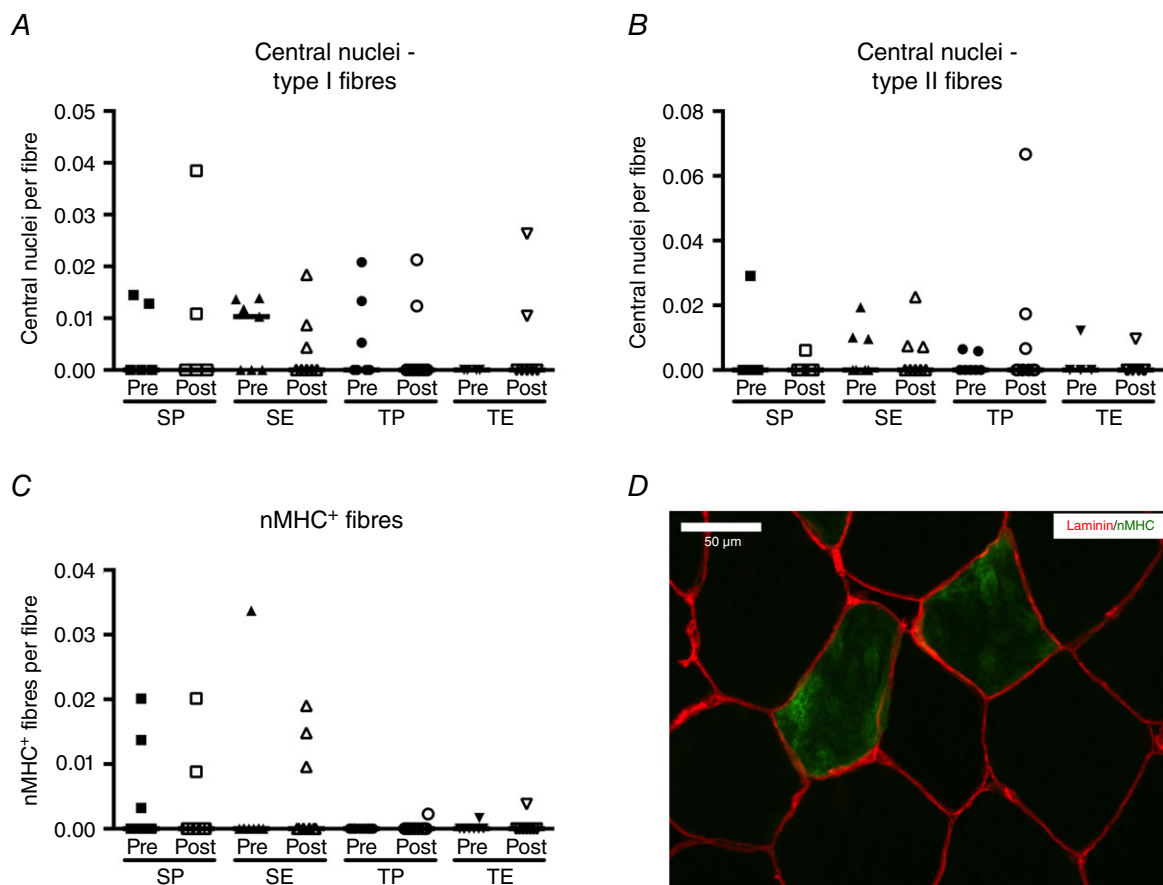 A
Central nuclei -
type I fibres
Central nuclei per fibre
0.05
0.04
0.03
0.02
0.01
0.00
Pre Post Pre Post Pre Post Pre Post
SP SE TP TE
B
Central nuclei -
type II fibres
Central nuclei per fibre
0.08
0.06
0.04
0.02
0.00
Pre Post Pre Post Pre Post Pre Post
SP SE TP TE
C
nMHC⁺ fibres
nMHC⁺ fibres per fibre
0.04
0.03
0.02
0.01
0.00
Pre Post Pre Post Pre Post Pre Post
SP SE TP TE
D
50 µm
Laminin/nMHC